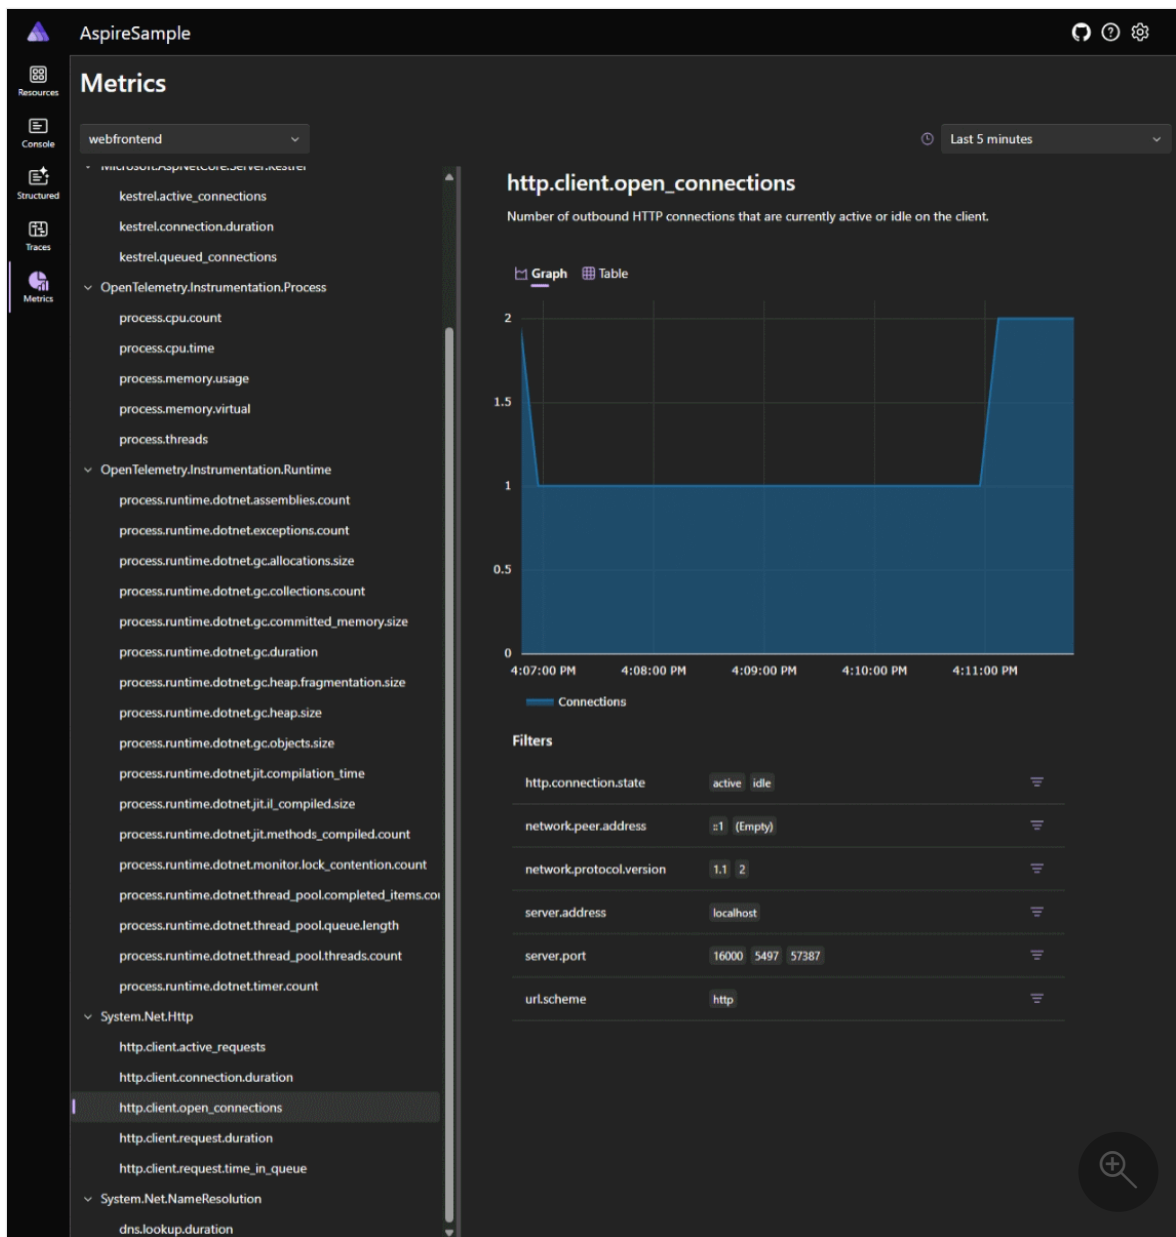 AspireSample
Resources
Console
Structured
Traces
Metrics
Metrics
webfrontend
Last 5 minutes
Microsoft.AspNetCore.Server.Kestrel
kestrel.active_connections
kestrel.connection.duration
kestrel.queued_connections
OpenTelemetry.Instrumentation.Process
process.cpu.count
process.cpu.time
process.memory.usage
process.memory.virtual
process.threads
OpenTelemetry.Instrumentation.Runtime
process.runtime.dotnet.assemblies.count
process.runtime.dotnet.exceptions.count
process.runtime.dotnet.gc.allocations.size
process.runtime.dotnet.gc.collections.count
process.runtime.dotnet.gc.committed_memory.size
process.runtime.dotnet.gc.duration
process.runtime.dotnet.gc.heap.fragmentation.size
process.runtime.dotnet.gc.heap.size
process.runtime.dotnet.gc.objects.size
process.runtime.dotnet.jit.compilation_time
process.runtime.dotnet.jit.il_compiled.size
process.runtime.dotnet.jit.methods_compiled.count
process.runtime.dotnet.monitor.lock_contention.count
process.runtime.dotnet.thread_pool.completed_items.cou
process.runtime.dotnet.thread_pool.queue.length
process.runtime.dotnet.thread_pool.threads.count
process.runtime.dotnet.timer.count
System.Net.Http
http.client.active_requests
http.client.connection.duration
http.client.open_connections
http.client.request.duration
http.client.request.time_in_queue
System.Net.NameResolution
dns.lookup.duration
http.client.open_connections
Number of outbound HTTP connections that are currently active or idle on the client.
Graph Table
2
1.5
1
0.5
0
4:07:00 PM 4:08:00 PM 4:09:00 PM 4:10:00 PM 4:11:00 PM
Connections
Filters
http.connection.state active idle
network.peer.address ::1 (Empty)
network.protocol.version 1.1 2
server.address localhost
server.port 16000 5497 57387
url.scheme http